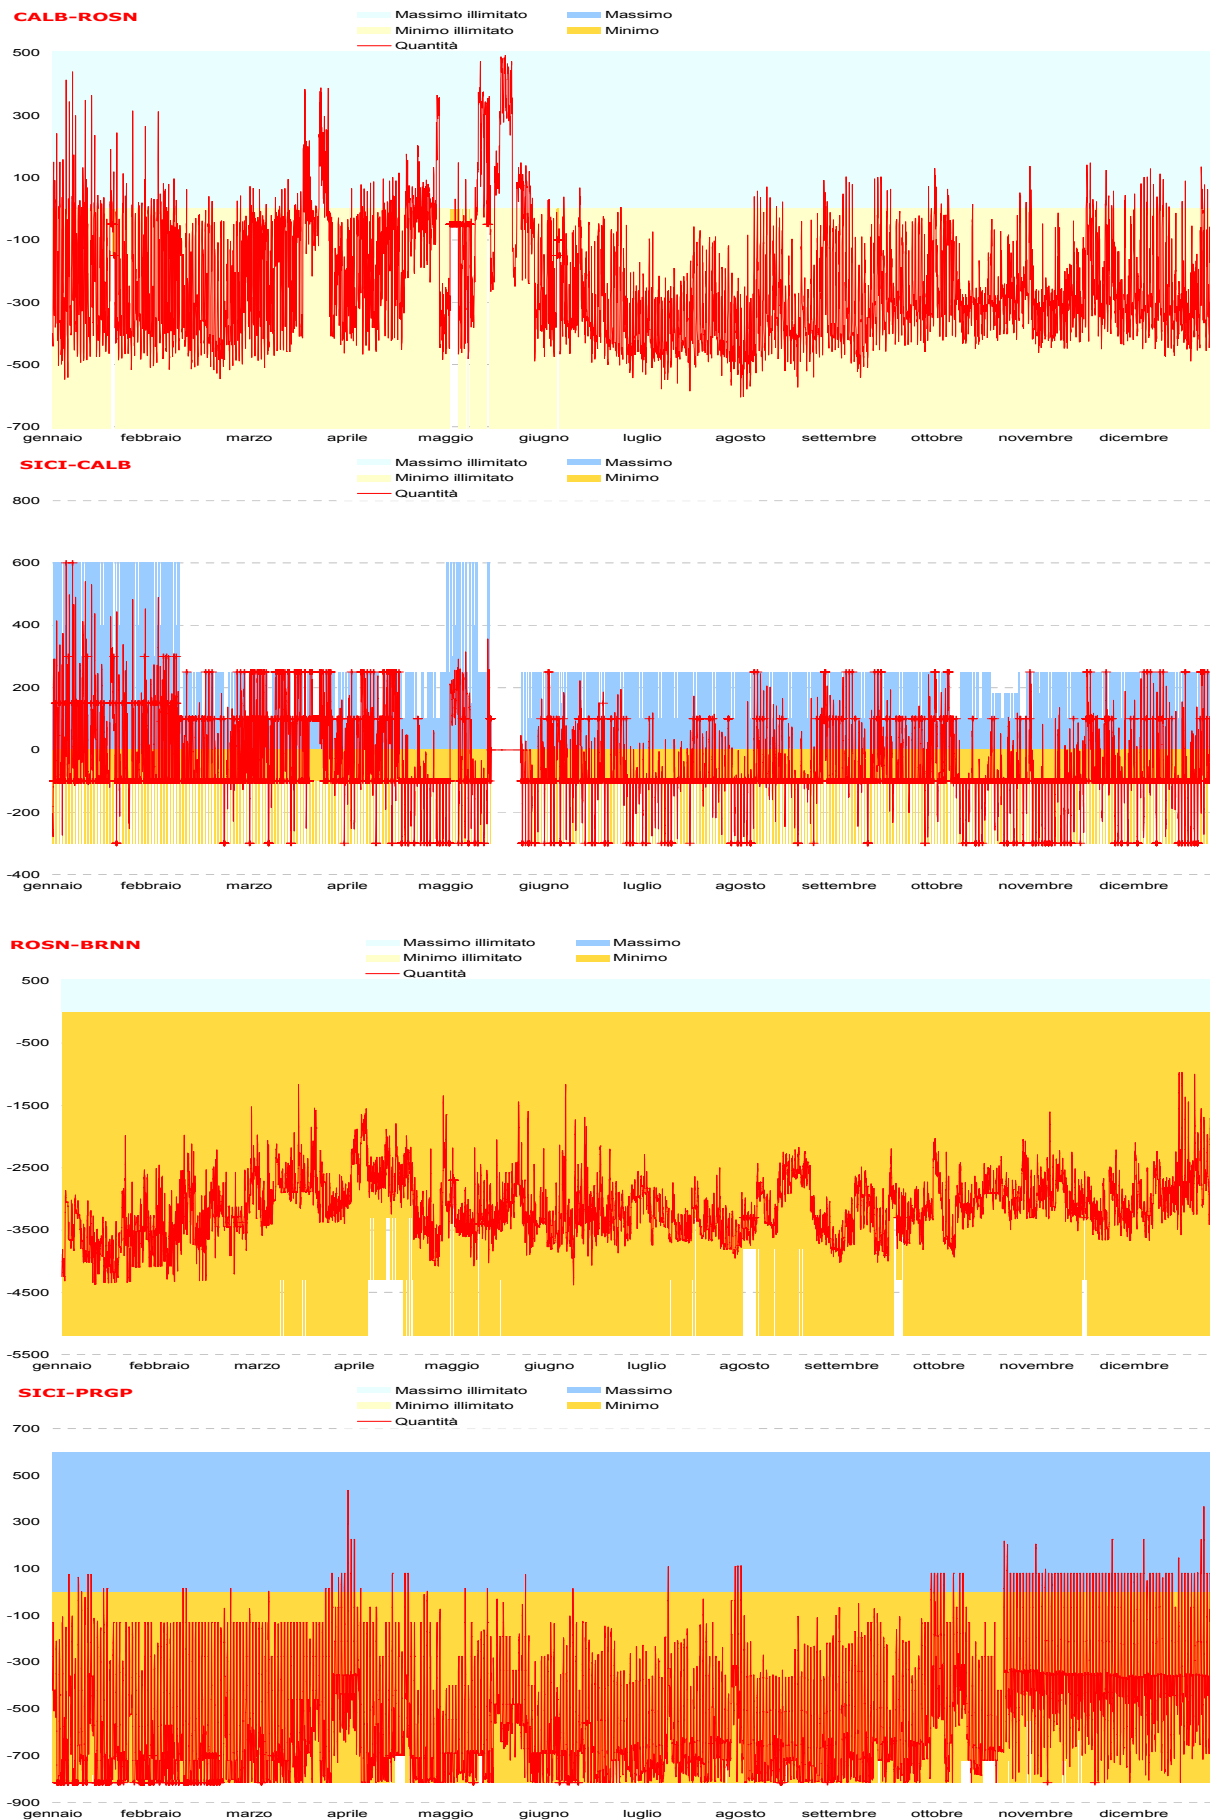 CALB-ROSN
Massimo illimitato Massimo
Minimo illimitato Minimo
Quantità
500
300
100
-100
-300
-500
-700
gennaio febbraio marzo aprile maggio giugno luglio agosto settembre ottobre novembre dicembre
SICI-CALB
Massimo illimitato Massimo
Minimo illimitato Minimo
Quantità
800
600
400
200
0
-200
-400
gennaio febbraio marzo aprile maggio giugno luglio agosto settembre ottobre novembre dicembre
ROSN-BRNN
Massimo illimitato Massimo
Minimo illimitato Minimo
Quantità
500
-500
-1500
-2500
-3500
-4500
-5500
gennaio febbraio marzo aprile maggio giugno luglio agosto settembre ottobre novembre dicembre
SICI-PRGP
Massimo illimitato Massimo
Minimo illimitato Minimo
Quantità
700
500
300
100
-100
-300
-500
-700
-900
gennaio febbraio marzo aprile maggio giugno luglio agosto settembre ottobre novembre dicembre